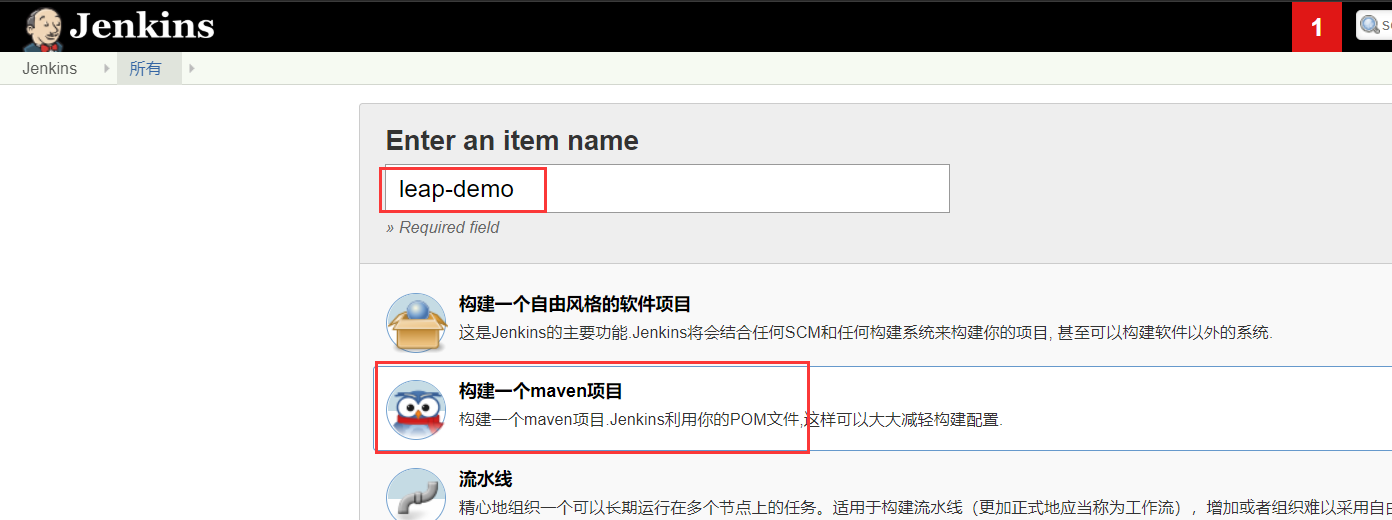 Jenkins
1
Jenkins
所有
Enter an item name
leap-demo
» Required field
构建一个自由风格的软件项目
这是Jenkins的主要功能.Jenkins将会结合任何SCM和任何构建系统来构建你的项目, 甚至可以构建软件以外的系统.
构建一个maven项目
构建一个maven项目.Jenkins利用你的POM文件,这样可以大大减轻构建配置.
流水线
精心地组织一个可以长期运行在多个节点上的任务。适用于构建流水线（更加正式地应当称为工作流），增加或者组织难以采用自